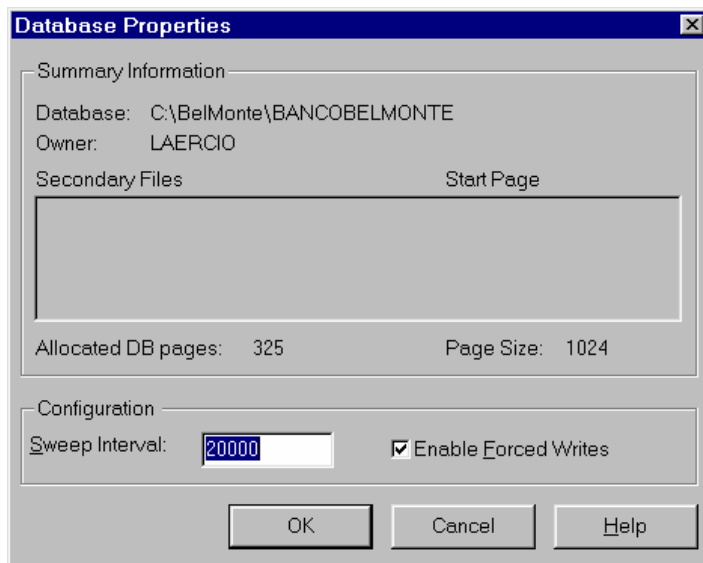 Database Properties
Summary Information
Database: C:\BelMonte\BANCOBELMONTE
Owner: LAERCIO
Secondary Files Start Page
Allocated DB pages: 325 Page Size: 1024
Configuration
Sweep Interval: 20000 Enable Forced Writes
OK Cancel Help